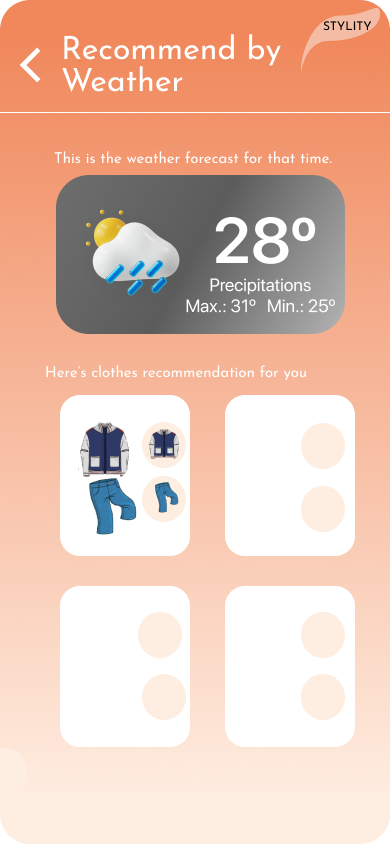 STYLITY
Recommend by
Weather
This is the weather forecast for that time.
28º
Precipitations
Max.: 31º Min.: 25º
Here's clothes recommendation for you